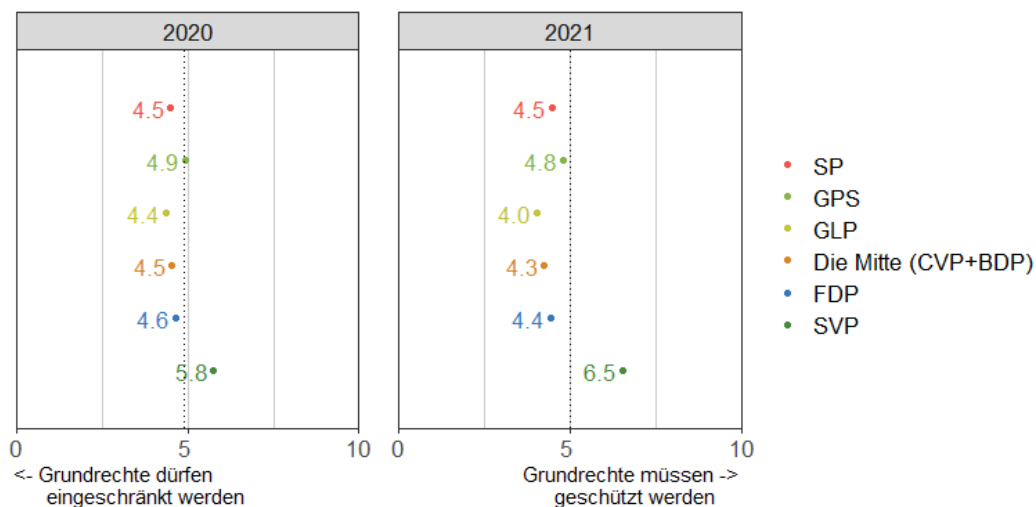 2020
2021
4.5
4.5
4.9
4.8
4.4
4.0
4.5
4.3
4.6
4.4
5.8
6.5
SP
GPS
GLP
Die Mitte (CVP+BDP)
FDP
SVP
0 5 10
0 5 10
<- Grundrechte dürfen
eingeschränkt werden
Grundrechte müssen ->
geschützt werden